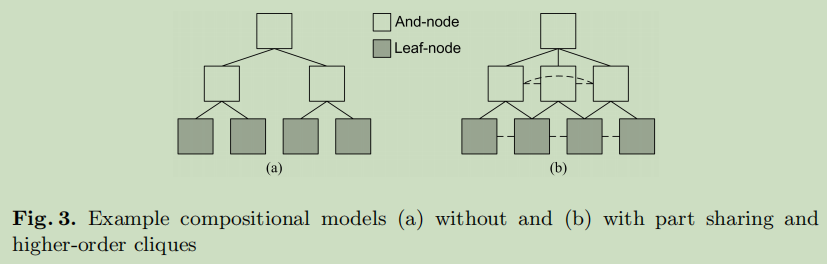 And-node
Leaf-node
(a)
(b)
Fig. 3. Example compositional models (a) without and (b) with part sharing and
higher-order cliques